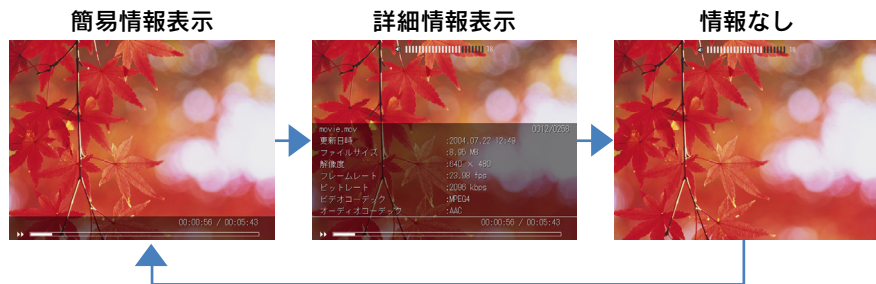 簡易情報表示
詳細情報表示
情報なし
00:00:56 / 00:05:43
movie.mov 0012/0258
更新日時 :2004.07.22 12:49
ファイルサイズ :8.95 MB
解像度 :640 × 480
フレームレート :23.98 fps
ビットレート :2096 kbps
ビデオコーデック :MPEG4
オーディオコーデック :AAC
00:00:56 / 00:05:43